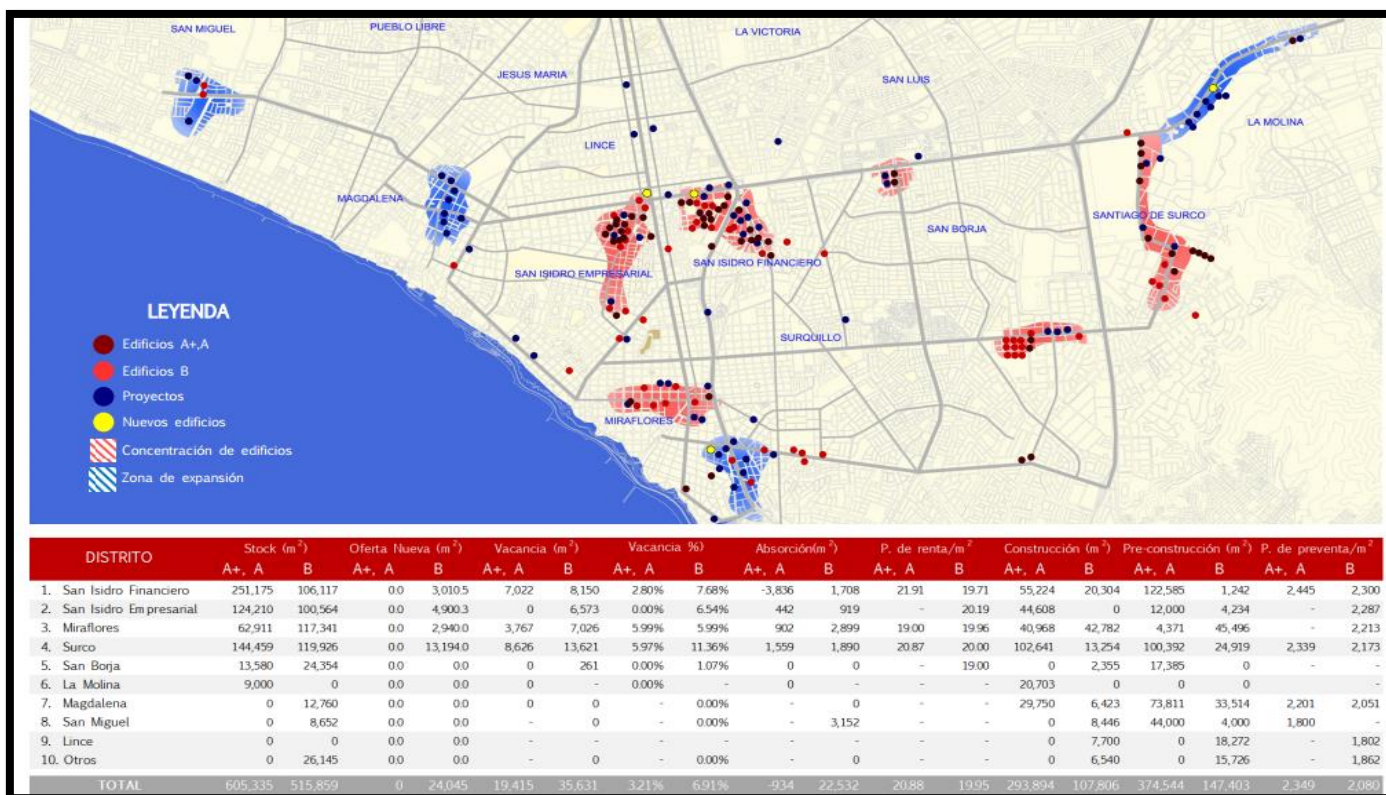 SAN MIGUEL
PUEBLO LIBRE
LA VICTORIA
JESUS MARIA
SAN LUIS
LA MOLINA
LINCE
MAGDALENA
SANTIAGO DE SURCO
SAN BORJA
SAN ISIDRO EMPRESARIAL
SAN ISIDRO FINANCIERO
SURQUILLO
MIRAFLORES
LEYENDA
Edificios A+,A
Edificios B
Proyectos
Nuevos edificios
Concentración de edificios
Zona de expansión
DISTRITO Stock (m²) Oferta Nueva (m²) Vacancia (m²) Vacancia %) Absorción(m²) P. de renta/m² Construcción (m²) Pre-construcción (m²) P. de preventa/m²
A+, A B A+, A B A+, A B A+, A B A+, A B A+, A B A+, A B A+, A B A+, A B
1. San Isidro Financiero 251,175 106,117 0.0 3,010.5 7,022 8,150 2.80% 7.68% -3,836 1,708 21.91 19.71 55,224 20,304 122,585 1,242 2,445 2,300
2. San Isidro Empresarial 124,210 100,564 0.0 4,900.3 0 6,573 0.00% 6.54% 442 919 - 20.19 44,608 0 12,000 4,234 - 2,287
3. Miraflores 62,911 117,341 0.0 2,940.0 3,767 7,026 5.99% 5.99% 902 2,899 19.00 19.96 40,968 42,782 4,371 45,496 - 2,213
4. Surco 144,459 119,926 0.0 13,194.0 8,626 13,621 5.97% 11.36% 1,559 1,890 20.87 20.00 102,641 13,254 100,392 24,919 2,339 2,173
5. San Borja 13,580 24,354 0.0 0.0 0 261 0.00% 1.07% 0 0 - 19.00 0 2,355 17,385 0 - -
6. La Molina 9,000 0 0.0 0.0 0 - 0.00% - 0 - - - 20,703 0 0 0 - -
7. Magdalena 0 12,760 0.0 0.0 0 0 - 0.00% - 0 - - 29,750 6,423 73,811 33,514 2,201 2,051
8. San Miguel 0 8,652 0.0 0.0 - 0 - 0.00% - 3,152 - - 0 8,446 44,000 4,000 1,800 -
9. Lince 0 0 0.0 0.0 - - - - - - - - 0 7,700 0 18,272 - 1,802
10. Otros 0 26,145 0.0 0.0 - 0 - 0.00% - 0 - - 0 6,540 0 15,726 - 1,862
TOTAL 605,335 515,859 0 24,045 19,415 35,631 3.21% 6.91% -934 22,532 20.88 19.95 293,894 107,806 374,544 147,403 2,349 2,080